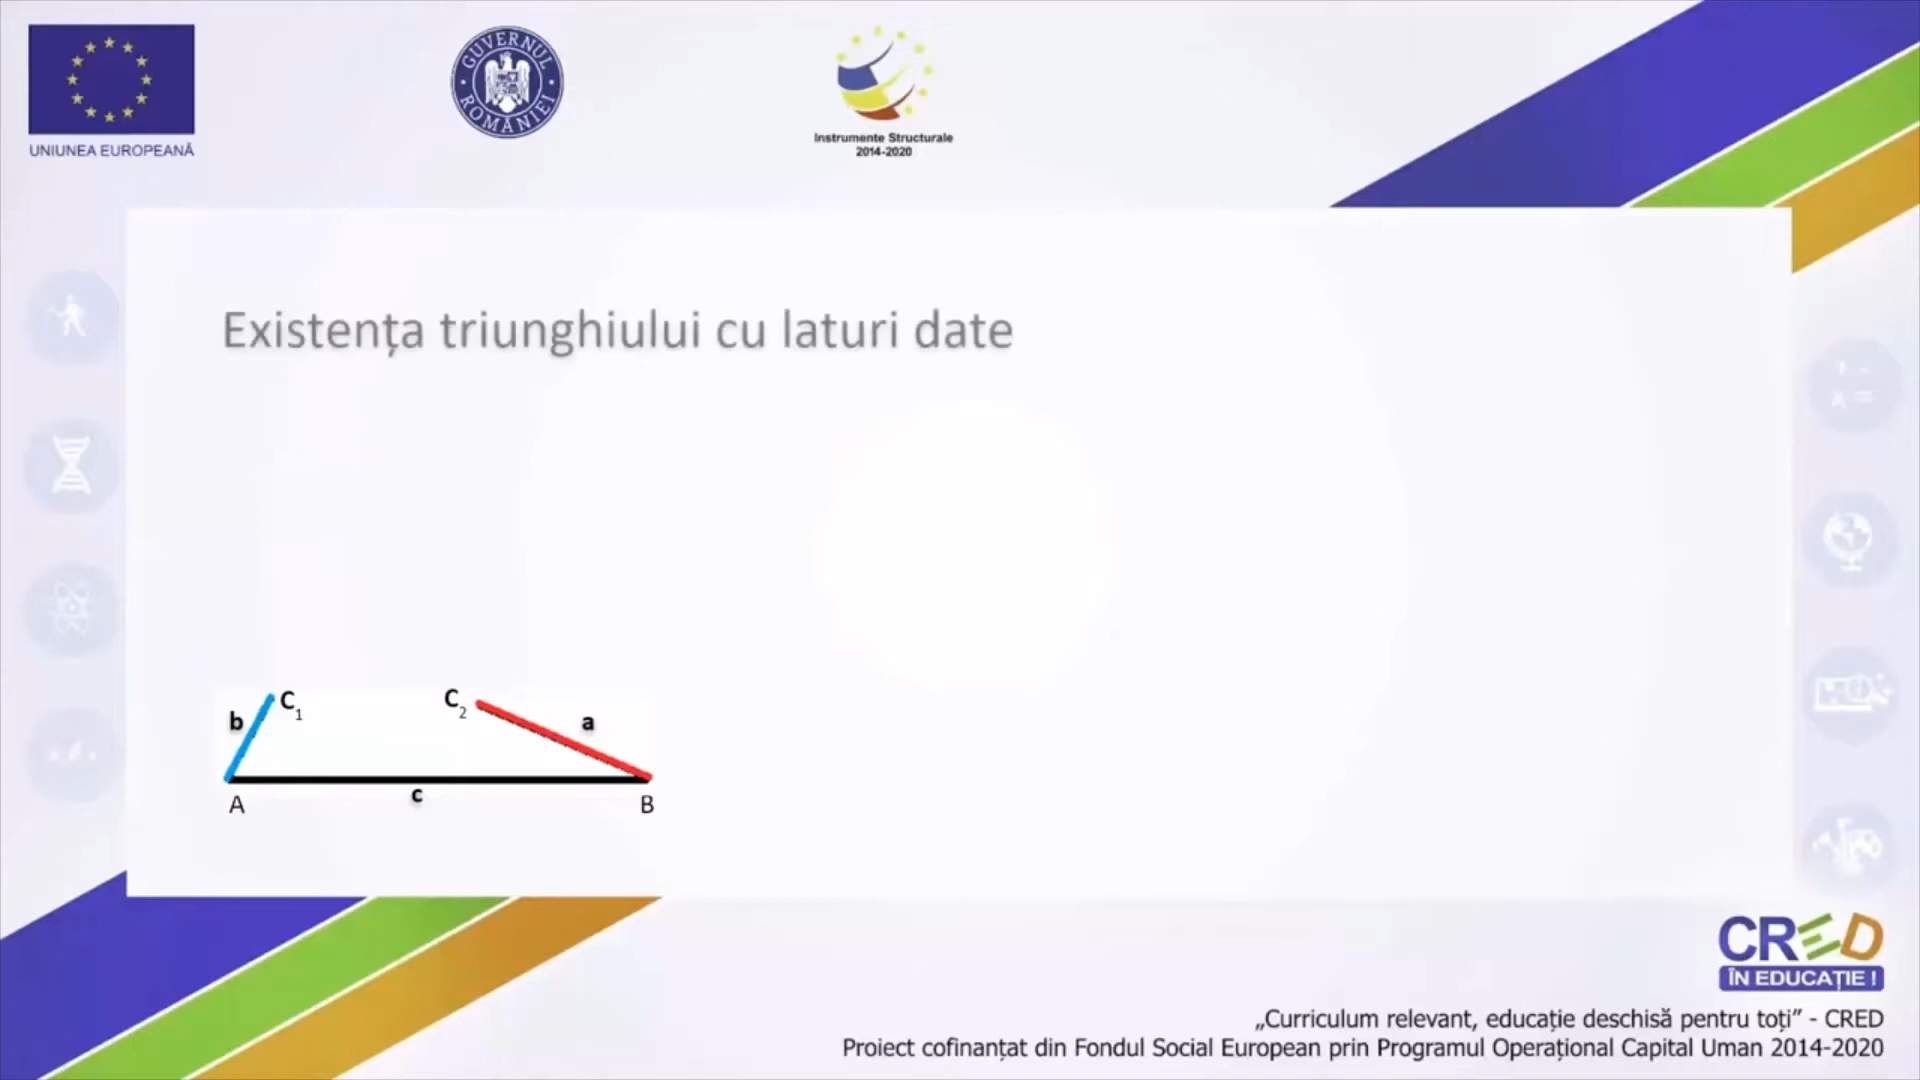 UNIUNEA EUROPEANĂ
GUVERNUL ROMÂNIEI
Instrumente Structurale
2014-2020
Existența triunghiului cu laturi date
b
C1
C2
a
A
c
B
CRED
ÎN EDUCAȚIE !
„Curriculum relevant, educație deschisă pentru toți” - CRED
Proiect cofinanțat din Fondul Social European prin Programul Operațional Capital Uman 2014-2020